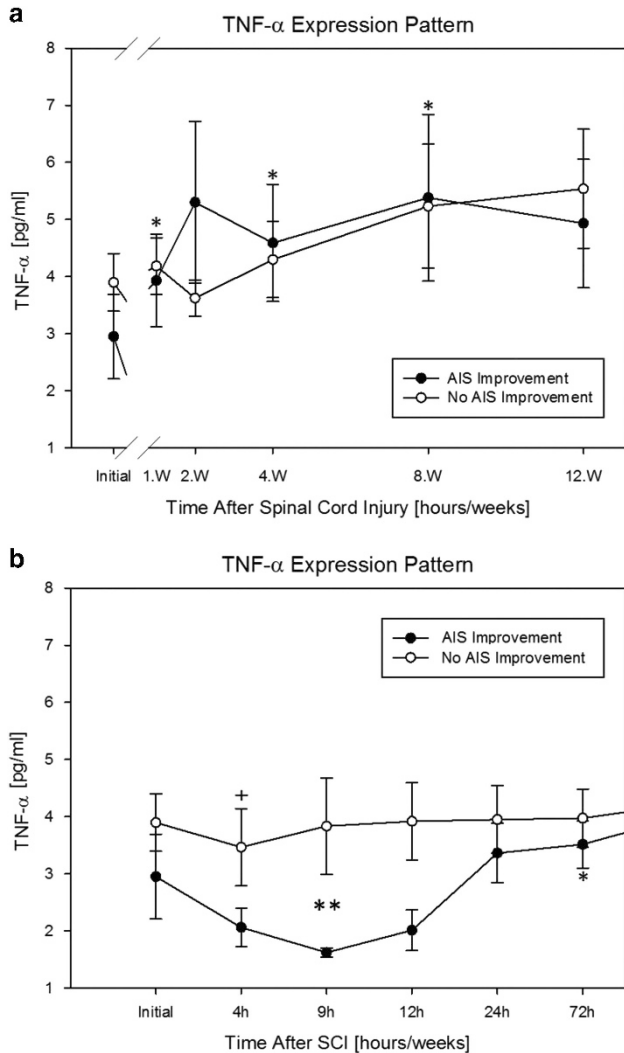 a
TNF-α Expression Pattern
8
7
6
5
4
3
2
1
TNF-α [pg/ml]
*
*
*
AIS Improvement
No AIS Improvement
Initial 1.W 2.W 4.W 8.W 12.W
Time After Spinal Cord Injury [hours/weeks]
b
TNF-α Expression Pattern
8
7
6
5
4
3
2
1
TNF-α [pg/ml]
AIS Improvement
No AIS Improvement
+
**
*
Initial 4h 9h 12h 24h 72h
Time After SCI [hours/weeks]